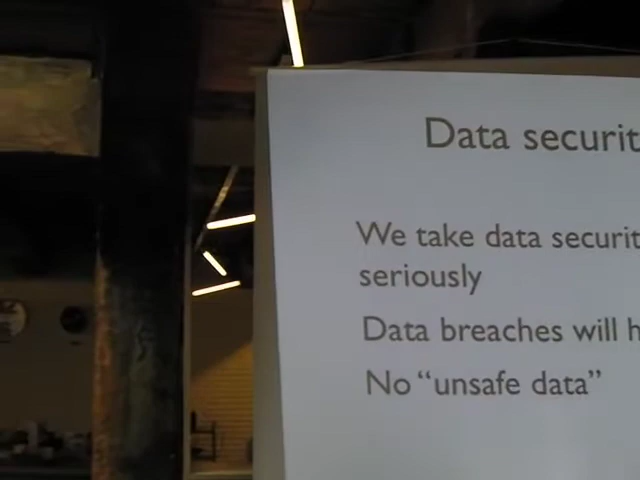 Data securit
We take data securit
seriously
Data breaches will h
No “unsafe data”